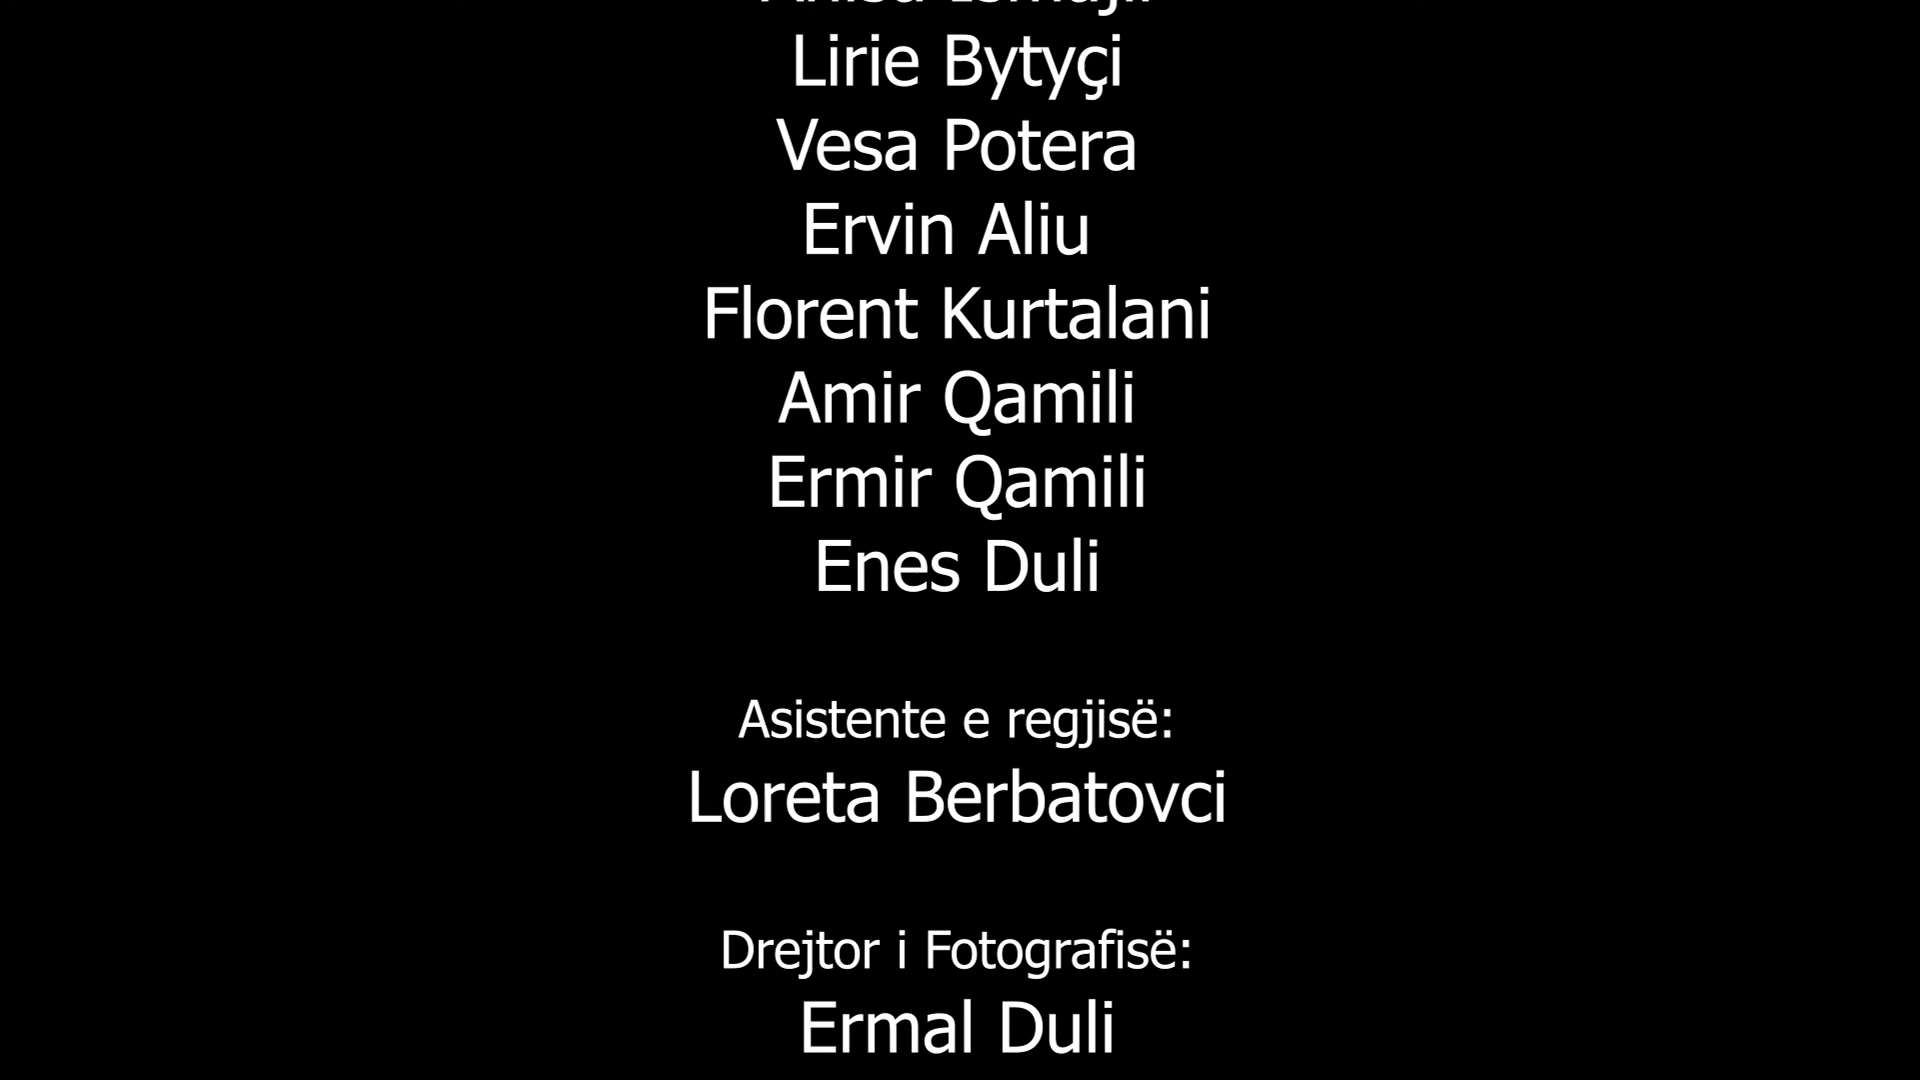 Lirie Bytyçi
Vesa Potera
Ervin Aliu
Florent Kurtalani
Amir Qamili
Ermir Qamili
Enes Duli
Asistente e regjisë:
Loreta Berbatovci
Drejtor i Fotografisë:
Ermal Duli